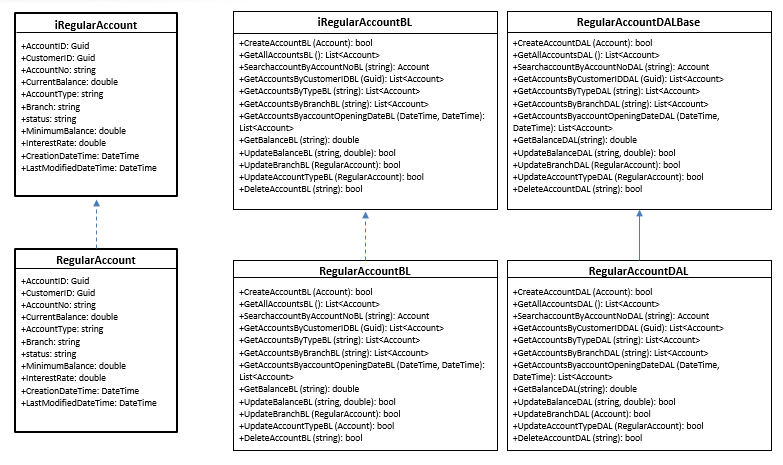 iRegularAccount
+AccountID: Guid
+CustomerID: Guid
+AccountNo: string
+CurrentBalance: double
+AccountType: string
+Branch: string
+status: string
+MinimumBalance: double
+InterestRate: double
+CreationDateTime: DateTime
+LastModifiedDateTime: DateTime
iRegularAccountBL
+CreateAccountBL (Account): bool
+GetAllAccountsBL (): List<Account>
+SearchaccountByAccountNoBL (string): Account
+GetAccountsByCustomerIDBL (Guid): List<Account>
+GetAccountsByTypeBL (string): List<Account>
+GetAccountsByBranchBL (string): List<Account>
+GetAccountsByaccountOpeningDateBL (DateTime, DateTime):
List<Account>
+GetBalanceBL (string): double
+UpdateBalanceBL (string, double): bool
+UpdateBranchBL (RegularAccount): bool
+UpdateAccountTypeBL (RegularAccount): bool
+DeleteAccountBL (string): bool
RegularAccountDALBase
+CreateAccountDAL (Account): bool
+GetAllAccountsDAL (): List<Account>
+SearchaccountByAccountNoDAL (string): Account
+GetAccountsByCustomerIDDAL (Guid): List<Account>
+GetAccountsByTypeDAL (string): List<Account>
+GetAccountsByBranchDAL (string): List<Account>
+GetAccountsByaccountOpeningDateDAL (DateTime,
DateTime): List<Account>
+GetBalanceDAL(string): double
+UpdateBalanceDAL (string, double): bool
+UpdateBranchDAL (RegularAccount): bool
+UpdateAccountTypeDAL (RegularAccount): bool
+DeleteAccountDAL (string): bool
RegularAccount
+AccountID: Guid
+CustomerID: Guid
+AccountNo: string
+CurrentBalance: double
+AccountType: string
+Branch: string
+status: string
+MinimumBalance: double
+InterestRate: double
+CreationDateTime: DateTime
+LastModifiedDateTime: DateTime
RegularAccountBL
+CreateAccountBL (Account): bool
+GetAllAccountsBL (): List<Account>
+SearchaccountByAccountNoBL (string): Account
+GetAccountsByCustomerIDBL (Guid): List<Account>
+GetAccountsByTypeBL (string): List<Account>
+GetAccountsByBranchBL (string): List<Account>
+GetAccountsByaccountOpeningDateBL (DateTime, DateTime):
List<Account>
+GetBalanceBL (string): double
+UpdateBalanceBL (string, double): bool
+UpdateBranchBL (RegularAccount): bool
+UpdateAccountTypeBL (Account): bool
+DeleteAccountBL (string): bool
RegularAccountDAL
+CreateAccountDAL (Account): bool
+GetAllAccountsDAL (): List<Account>
+SearchaccountByAccountNoDAL (string): Account
+GetAccountsByCustomerIDDAL (Guid): List<Account>
+GetAccountsByTypeDAL (string): List<Account>
+GetAccountsByBranchDAL (string): List<Account>
+GetAccountsByaccountOpeningDateDAL (DateTime,
DateTime): List<Account>
+GetBalanceDAL(string): double
+UpdateBalanceDAL (string, double): bool
+UpdateBranchDAL (Account): bool
+UpdateAccountTypeDAL (RegularAccount): bool
+DeleteAccountDAL (string): bool